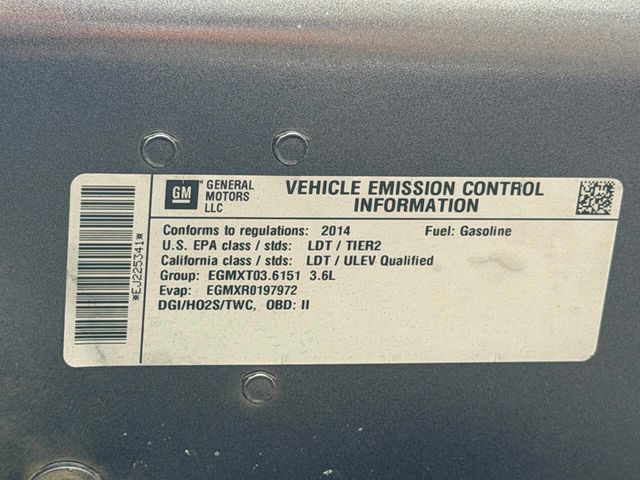 GM GENERAL MOTORS LLC
VEHICLE EMISSION CONTROL INFORMATION
Conforms to regulations: 2014 Fuel: Gasoline
U.S. EPA class / stds: LDT / TIER2
California class / stds: LDT / ULEV Qualified
Group: EGMXT03.6151 3.6L
Evap: EGMXR0197972
DGI/HO2S/TWC, OBD: II
*EJ225341*